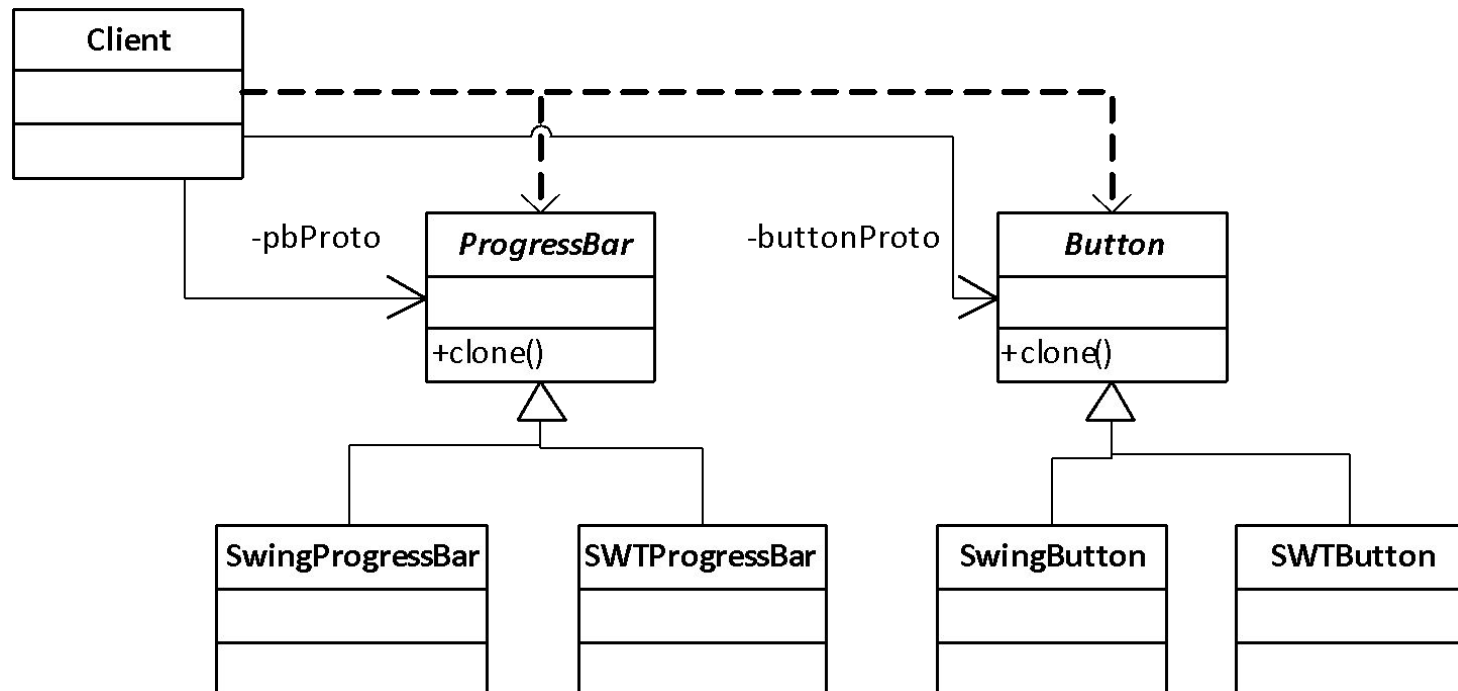 Client
-pbProto
ProgressBar
-buttonProto
Button
+clone()
+clone()
SwingProgressBar
SWTProgressBar
SwingButton
SWTButton